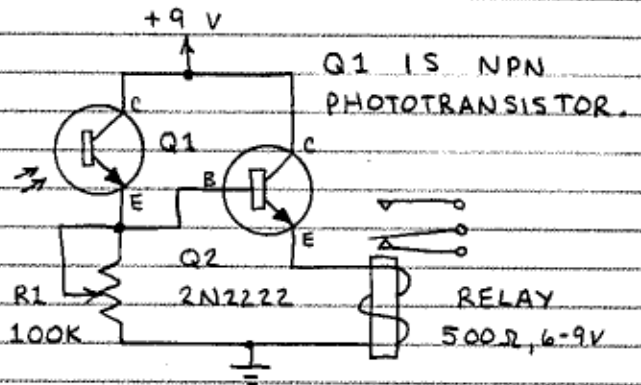 +9 V
Q1 IS NPN
PHOTOTRANSISTOR.
C
Q1
C
B
E
E
Q2
R1
2N2222
RELAY
100K
500Ω, 6-9V